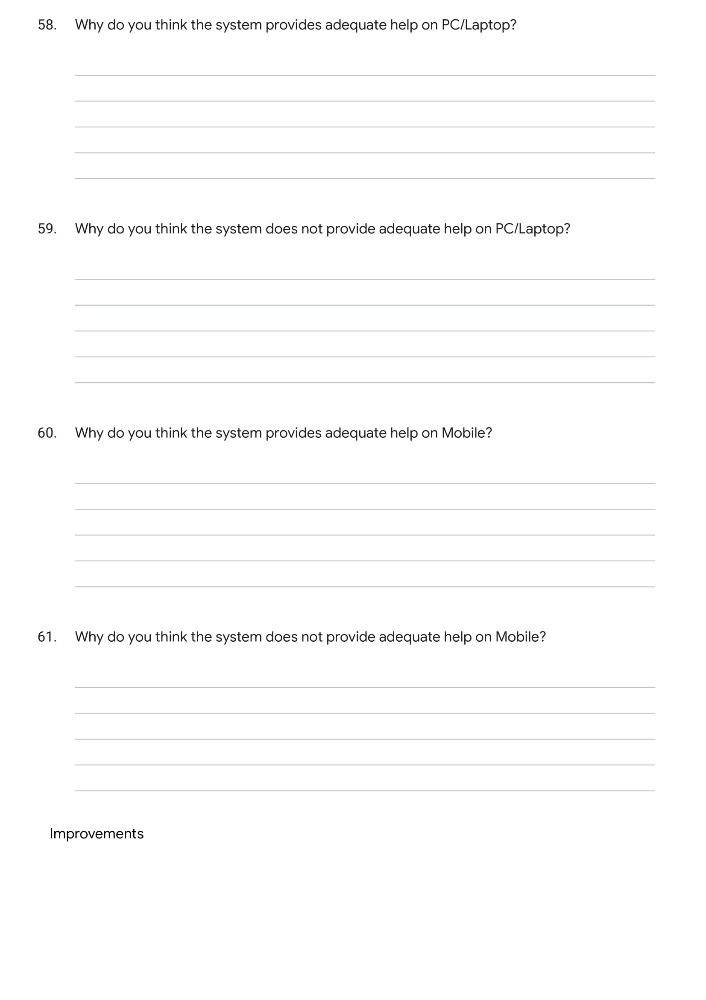 58. Why do you think the system provides adequate help on PC/Laptop?
59. Why do you think the system does not provide adequate help on PC/Laptop?
60. Why do you think the system provides adequate help on Mobile?
61. Why do you think the system does not provide adequate help on Mobile?
Improvements